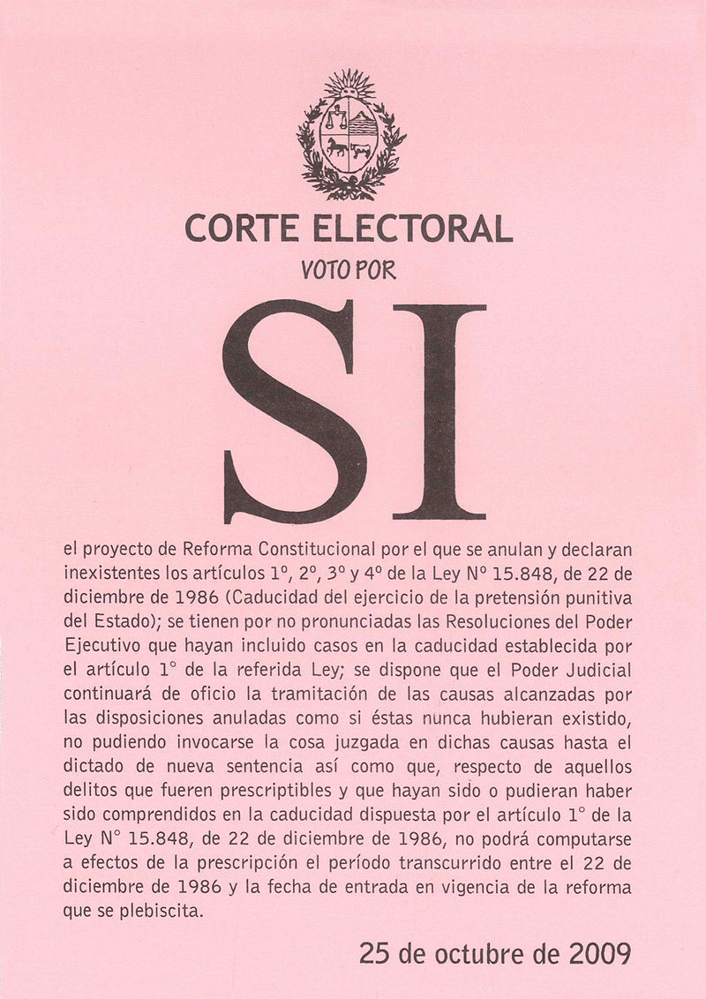 CORTE ELECTORAL
VOTO POR
SI
el proyecto de Reforma Constitucional por el que se anulan y declaran
inexistentes los artículos 1º, 2º, 3º y 4º de la Ley Nº 15.848, de 22 de
diciembre de 1986 (Caducidad del ejercicio de la pretensión punitiva
del Estado); se tienen por no pronunciadas las Resoluciones del Poder
Ejecutivo que hayan incluido casos en la caducidad establecida por
el artículo 1° de la referida Ley; se dispone que el Poder Judicial
continuará de oficio la tramitación de las causas alcanzadas por
las disposiciones anuladas como si éstas nunca hubieran existido,
no pudiendo invocarse la cosa juzgada en dichas causas hasta el
dictado de nueva sentencia así como que, respecto de aquellos
delitos que fueren prescriptibles y que hayan sido o pudieran haber
sido comprendidos en la caducidad dispuesta por el artículo 1° de la
Ley N° 15.848, de 22 de diciembre de 1986, no podrá computarse
a efectos de la prescripción el período transcurrido entre el 22 de
diciembre de 1986 y la fecha de entrada en vigencia de la reforma
que se plebiscita.
25 de octubre de 2009